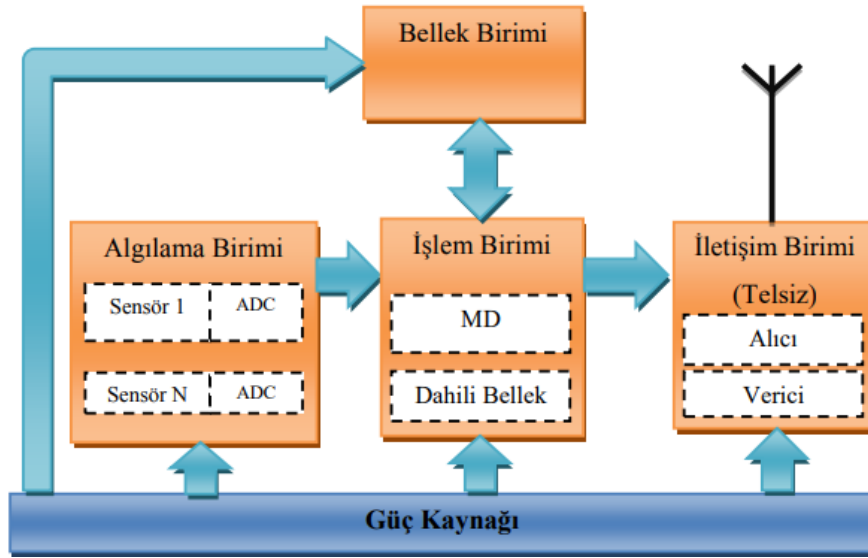 Bellek Birimi
Algılama Birimi
Sensör 1
ADC
Sensör N
ADC
İşlem Birimi
MD
Dahili Bellek
İletişim Birimi
(Telsiz)
Alıcı
Verici
Güç Kaynağı